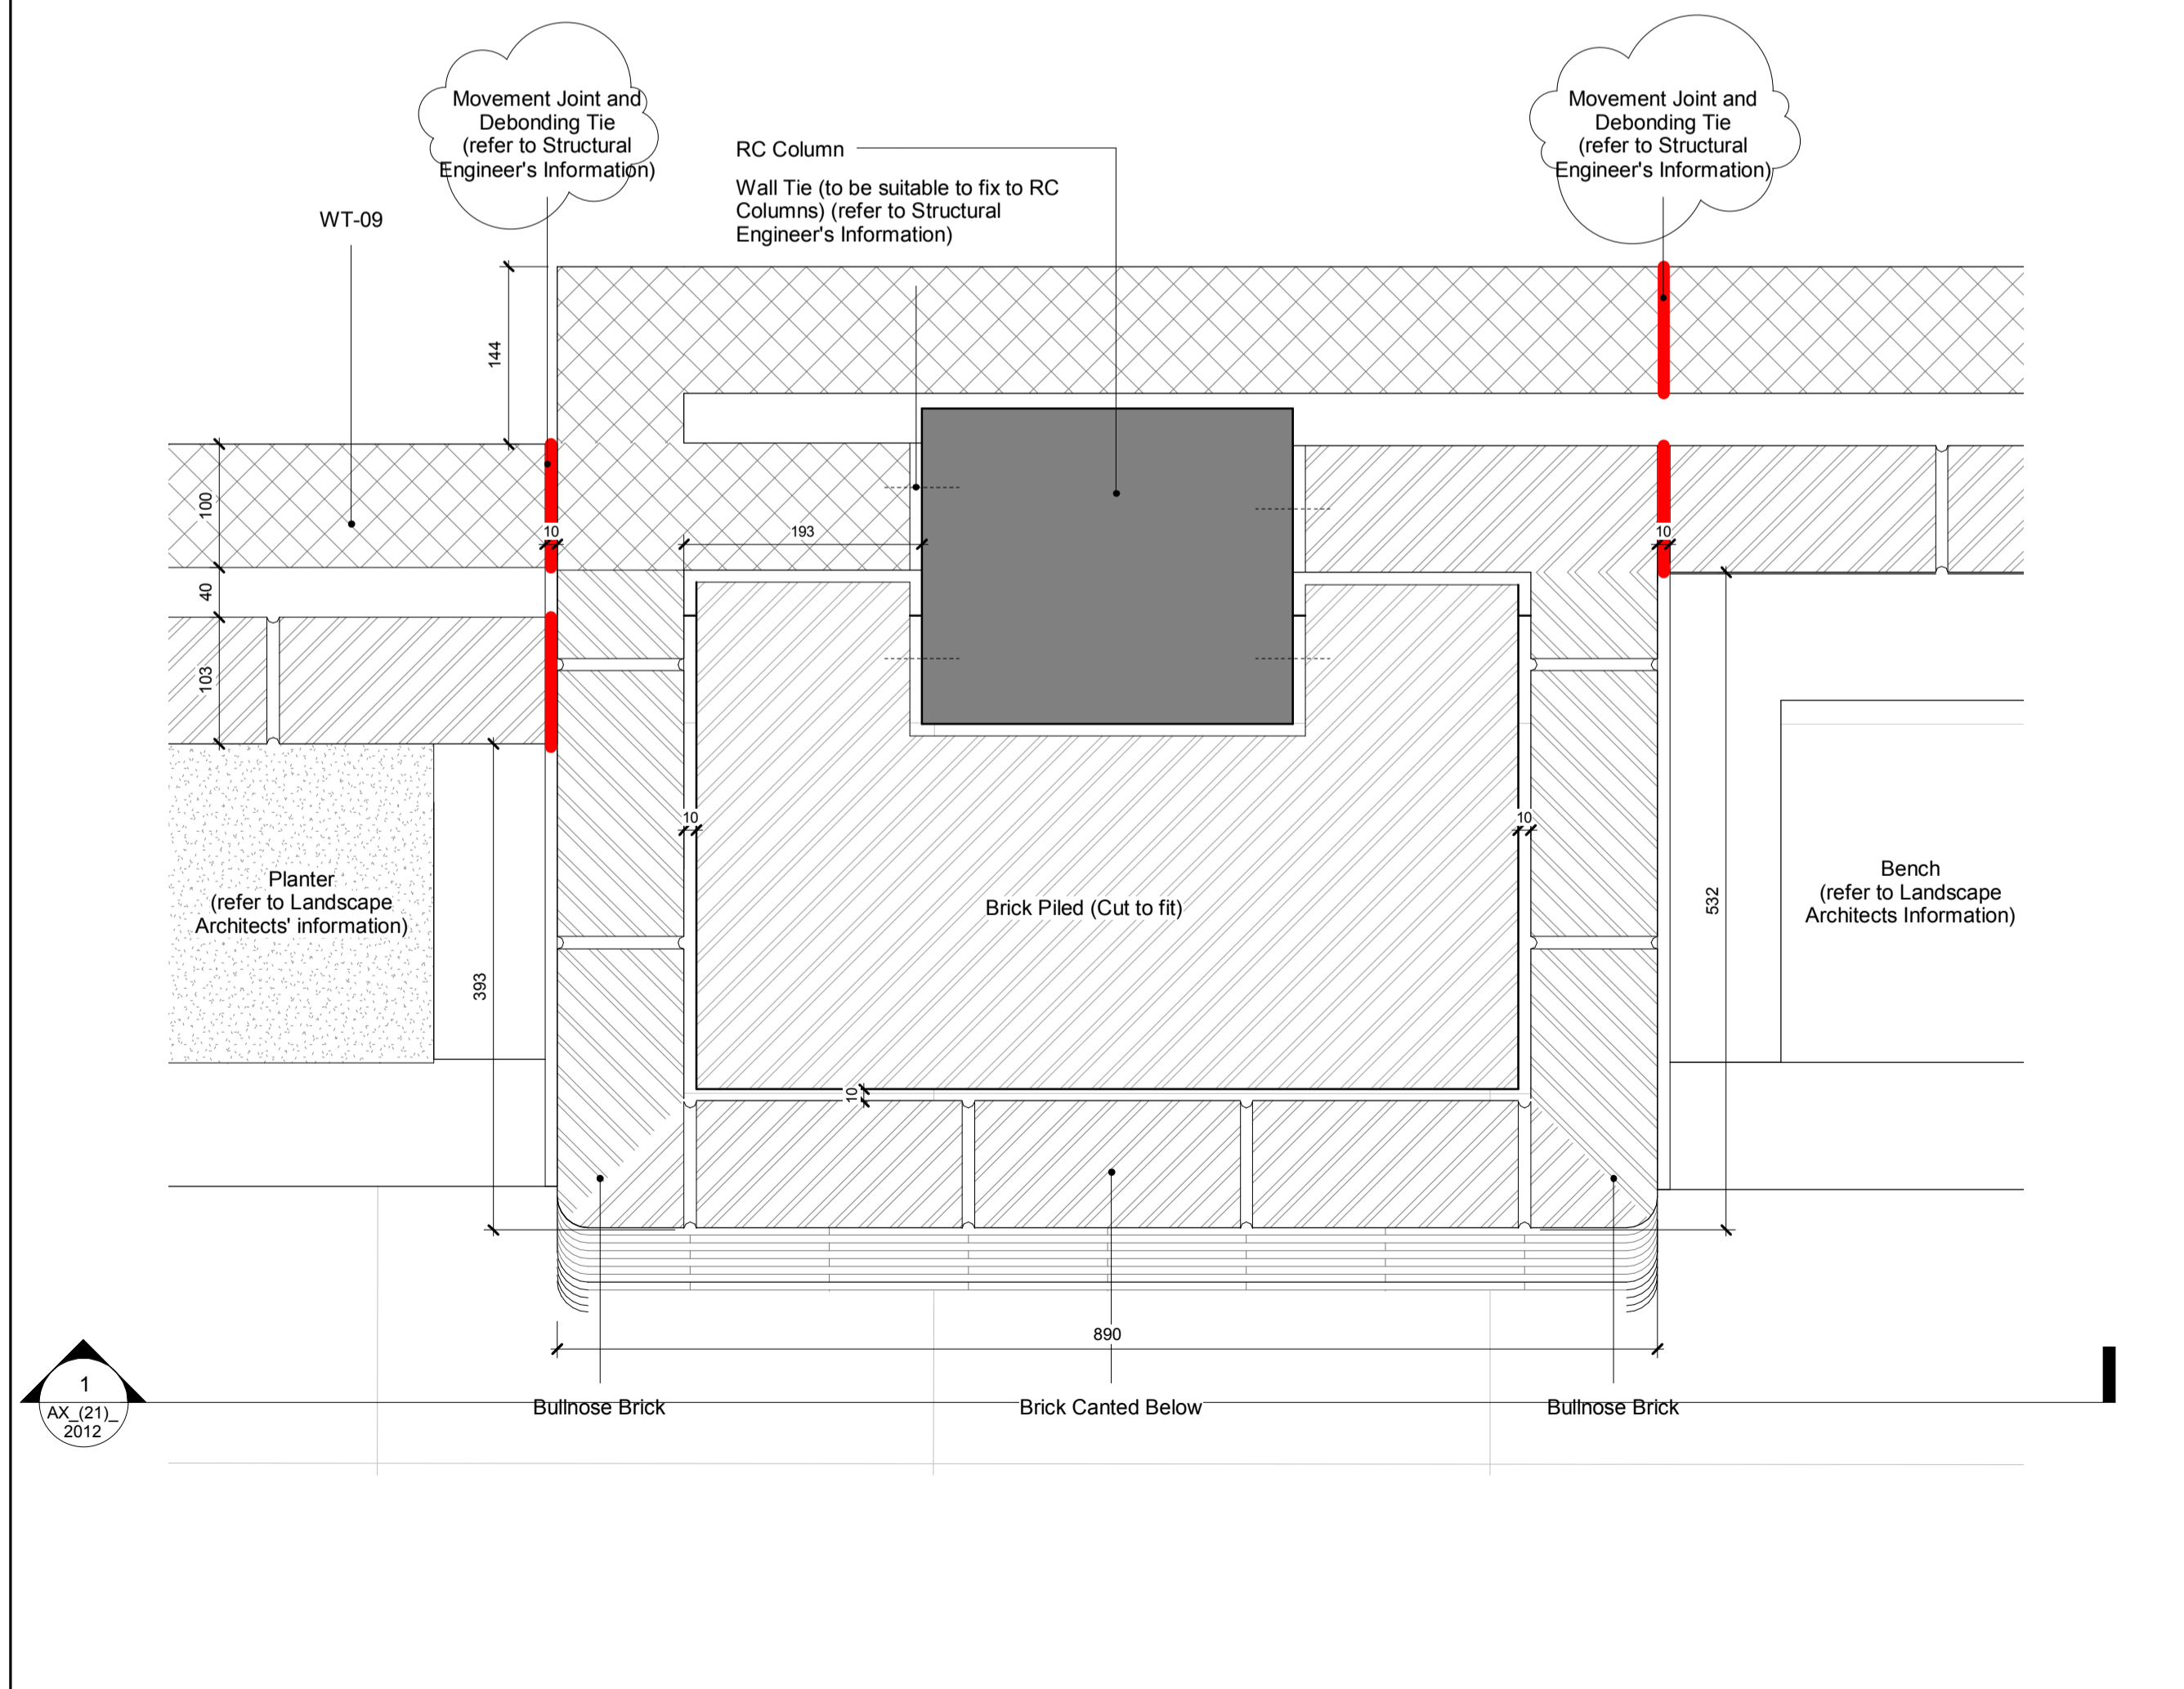 Movement Joint and
Debonding Tie
(refer to Structural
Engineer's Information)
Movement Joint and
Debonding Tie
(refer to Structural
Engineer's Information)
RC Column
Wall Tie (to be suitable to fix to RC
Columns) (refer to Structural
Engineer's Information)
WT-09
144
100
10
193
10
40
103
10
10
Planter
(refer to Landscape
Architects' information)
Brick Piled (Cut to fit)
Bench
(refer to Landscape
Architects Information)
532
393
10
890
1
AX_(21)_
2012
Bullnose Brick
Brick Canted Below
Bullnose Brick